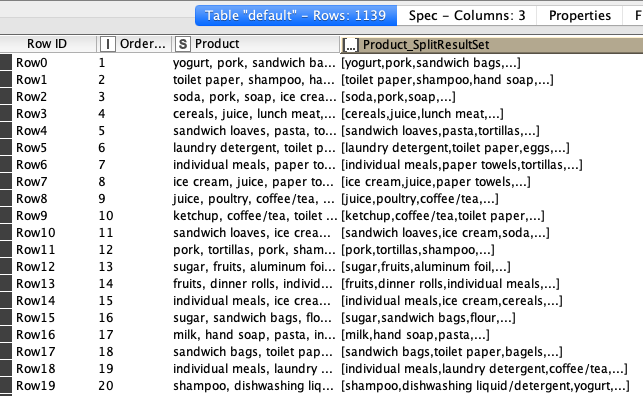 Table "default" - Rows: 1139 Spec - Columns: 3 Properties F
Row ID I Order... S Product [...] Product_SplitResultSet
Row0 1 yogurt, pork, sandwich ba... [yogurt,pork,sandwich bags,...]
Row1 2 toilet paper, shampoo, ha... [toilet paper,shampoo,hand soap,...]
Row2 3 soda, pork, soap, ice crea... [soda,pork,soap,...]
Row3 4 cereals, juice, lunch meat,... [cereals,juice,lunch meat,...]
Row4 5 sandwich loaves, pasta, to... [sandwich loaves,pasta,tortillas,...]
Row5 6 laundry detergent, toilet p... [laundry detergent,toilet paper,eggs,...]
Row6 7 individual meals, paper to... [individual meals,paper towels,tortillas,...]
Row7 8 ice cream, juice, paper to... [ice cream,juice,paper towels,...]
Row8 9 juice, poultry, coffee/tea, ... [juice,poultry,coffee/tea,...]
Row9 10 ketchup, coffee/tea, toilet ... [ketchup,coffee/tea,toilet paper,...]
Row10 11 sandwich loaves, ice crea... [sandwich loaves,ice cream,soda,...]
Row11 12 pork, tortillas, pork, sham... [pork,tortillas,shampoo,...]
Row12 13 sugar, fruits, aluminum foi... [sugar,fruits,aluminum foil,...]
Row13 14 fruits, dinner rolls, individ... [fruits,dinner rolls,individual meals,...]
Row14 15 individual meals, ice crea... [individual meals,ice cream,cereals,...]
Row15 16 sugar, sandwich bags, flo... [sugar,sandwich bags,flour,...]
Row16 17 milk, hand soap, pasta, in... [milk,hand soap,pasta,...]
Row17 18 sandwich bags, toilet pap... [sandwich bags,toilet paper,bagels,...]
Row18 19 individual meals, laundry ... [individual meals,laundry detergent,coffee/tea,...]
Row19 20 shampoo, dishwashing liq... [shampoo,dishwashing liquid/detergent,yogurt,...]